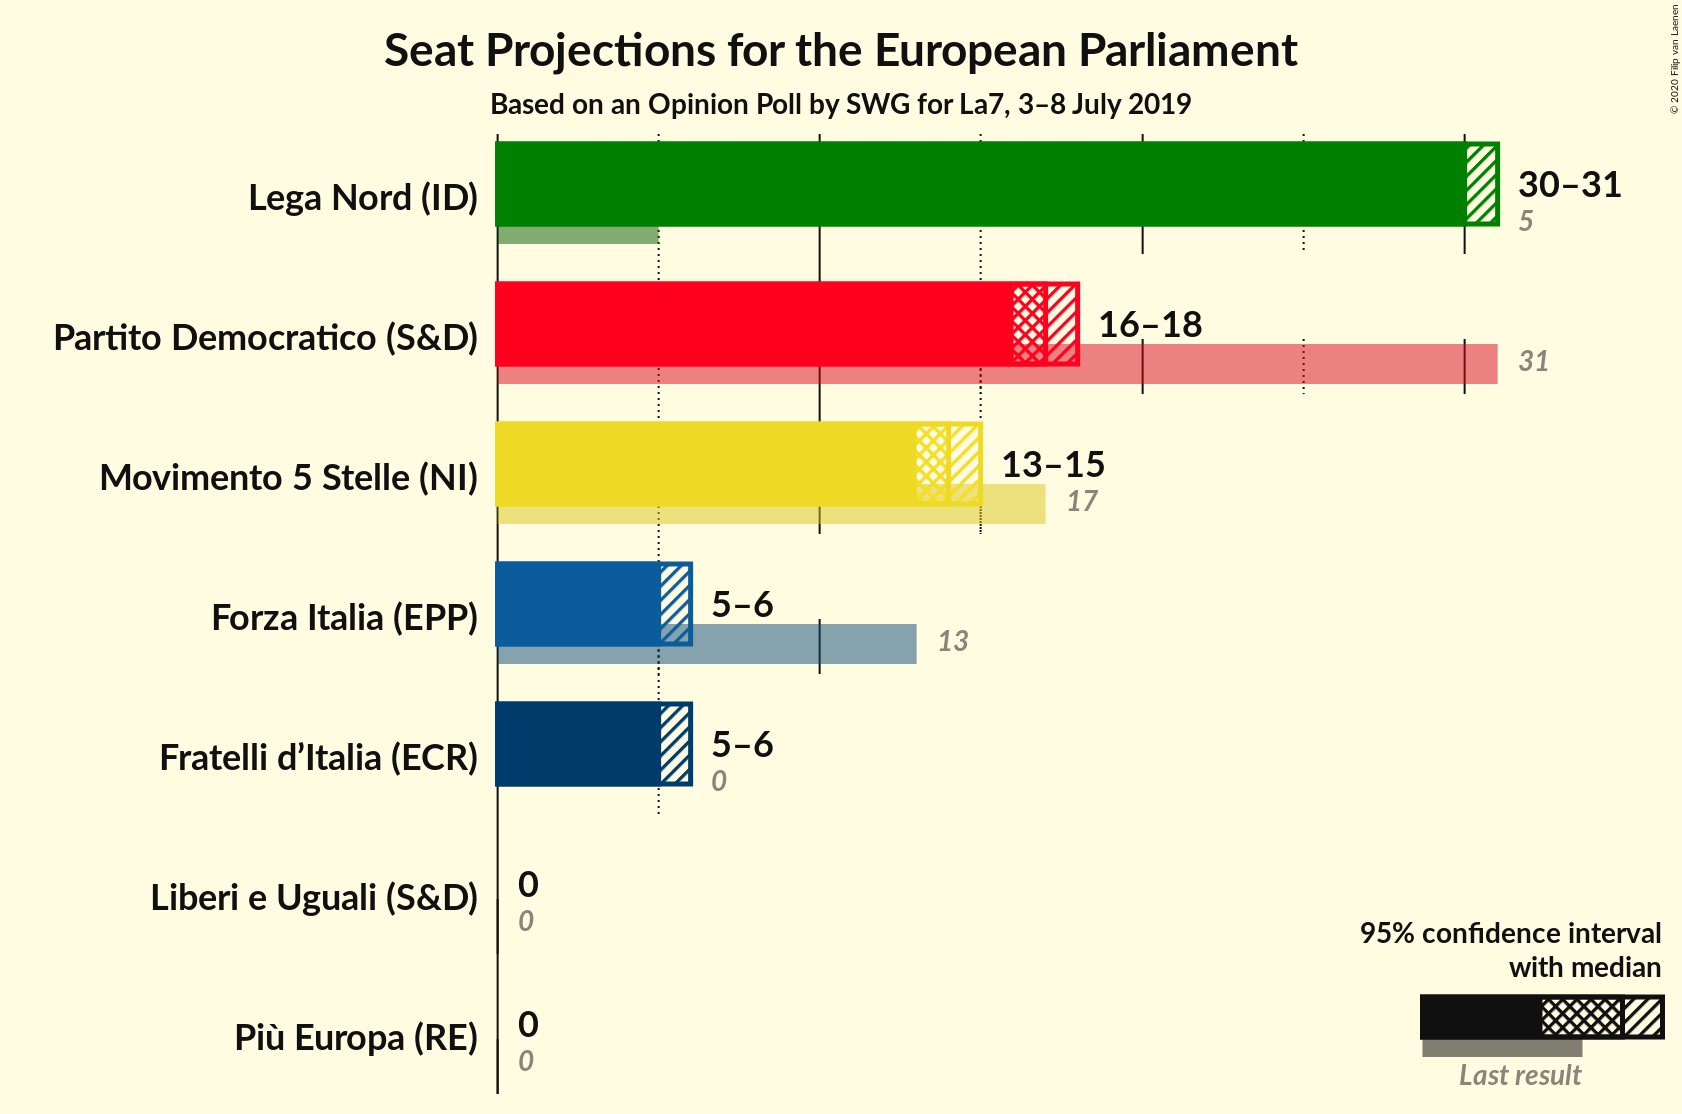 Seat Projections for the European Parliament
Based on an Opinion Poll by SWG for La7, 3–8 July 2019
© 2020 Filip van Laenen
Lega Nord (ID)
30–31
5
Partito Democratico (S&D)
16–18
31
Movimento 5 Stelle (NI)
13–15
17
Forza Italia (EPP)
5–6
13
Fratelli d’Italia (ECR)
5–6
0
Liberi e Uguali (S&D)
0
0
Più Europa (RE)
0
0
95% confidence interval
with median
Last result